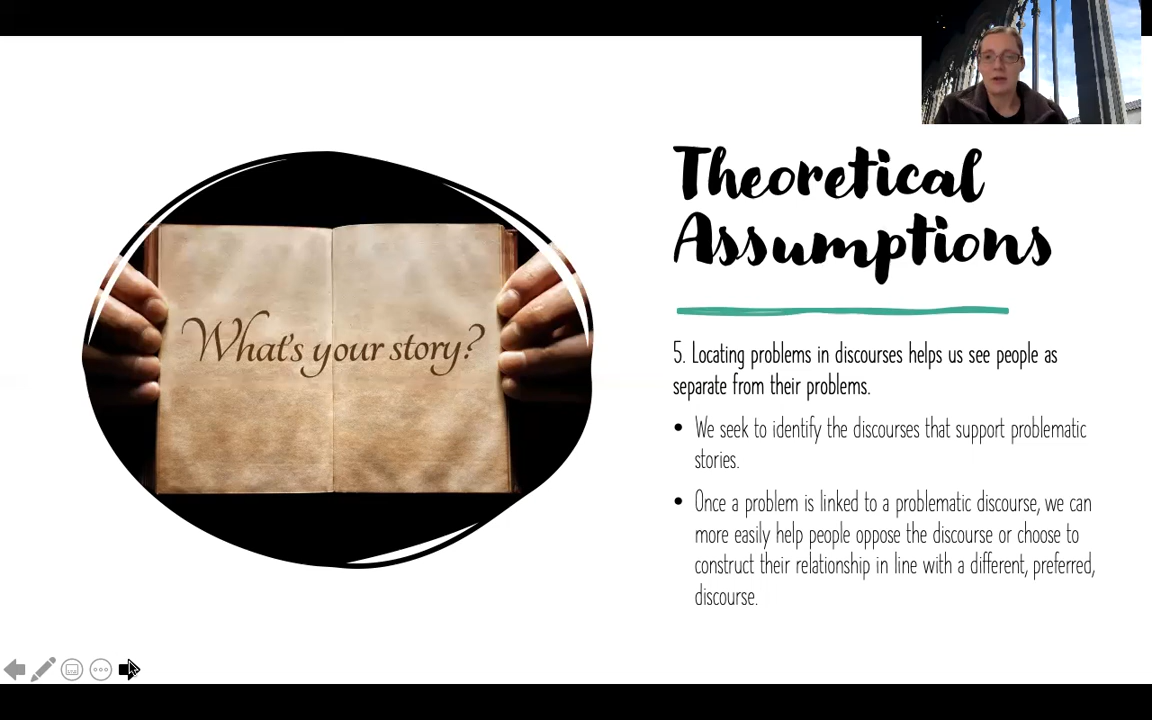 Theoretical
Assumptions
What's your story?
5. Locating problems in discourses helps us see people as
separate from their problems.
• We seek to identify the discourses that support problematic
stories.
• Once a problem is linked to a problematic discourse, we can
more easily help people oppose the discourse or choose to
construct their relationship in line with a different, preferred,
discourse.